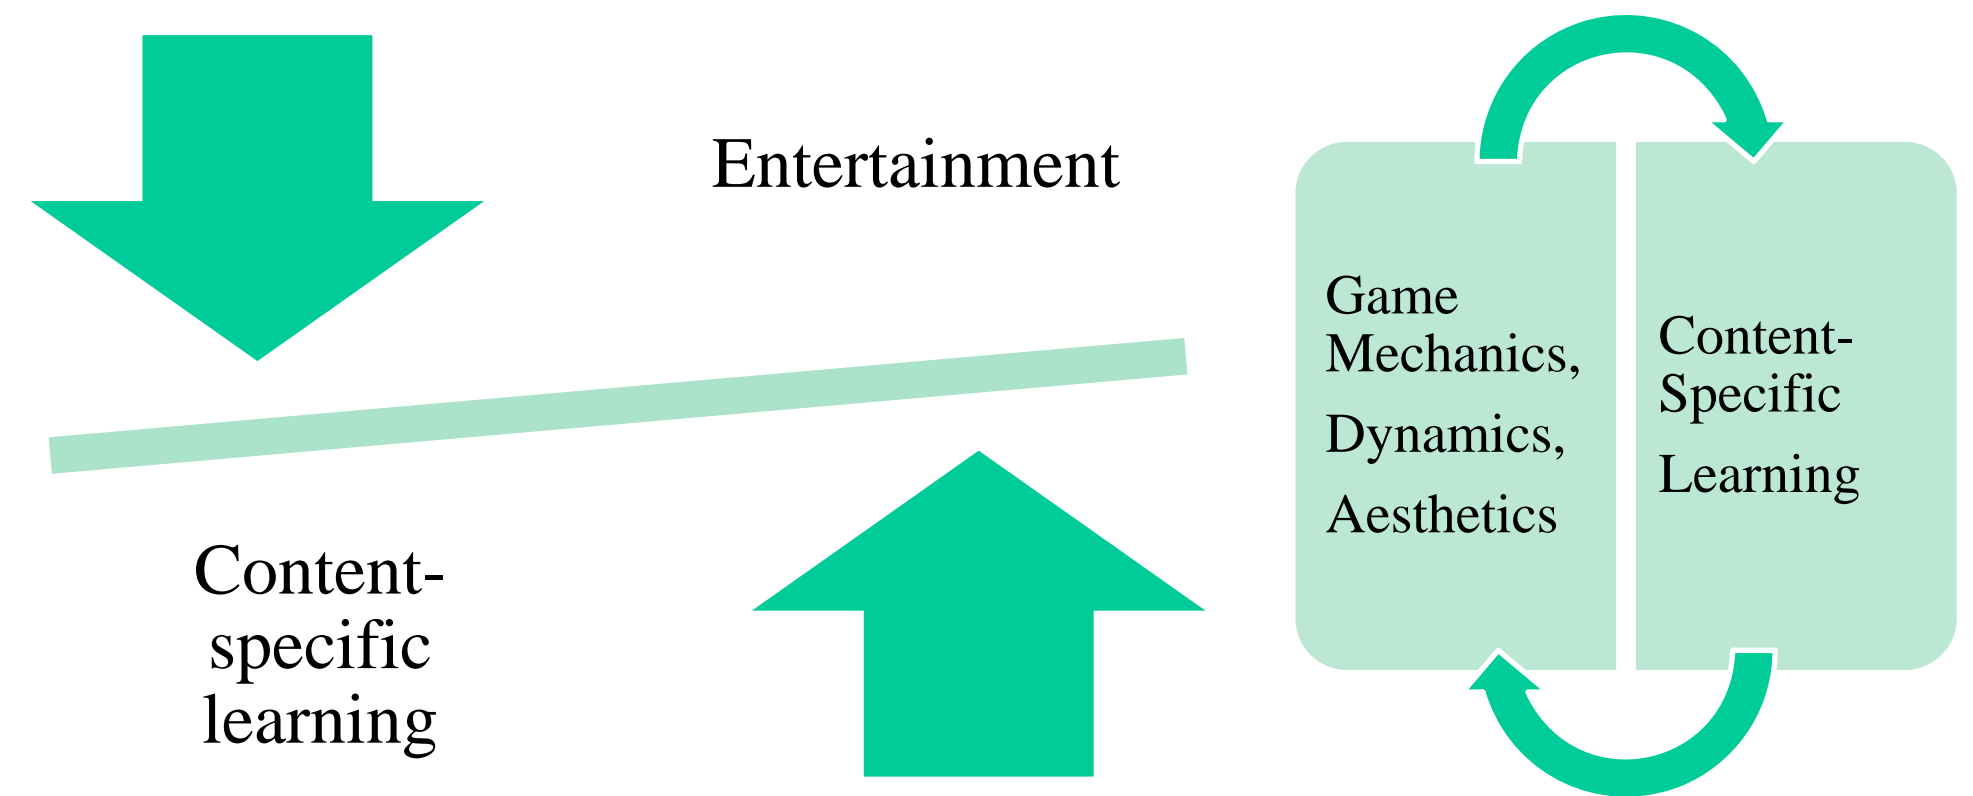 Entertainment
Content-
specific
learning
Game
Mechanics,
Dynamics,
Aesthetics
Content-
Specific
Learning